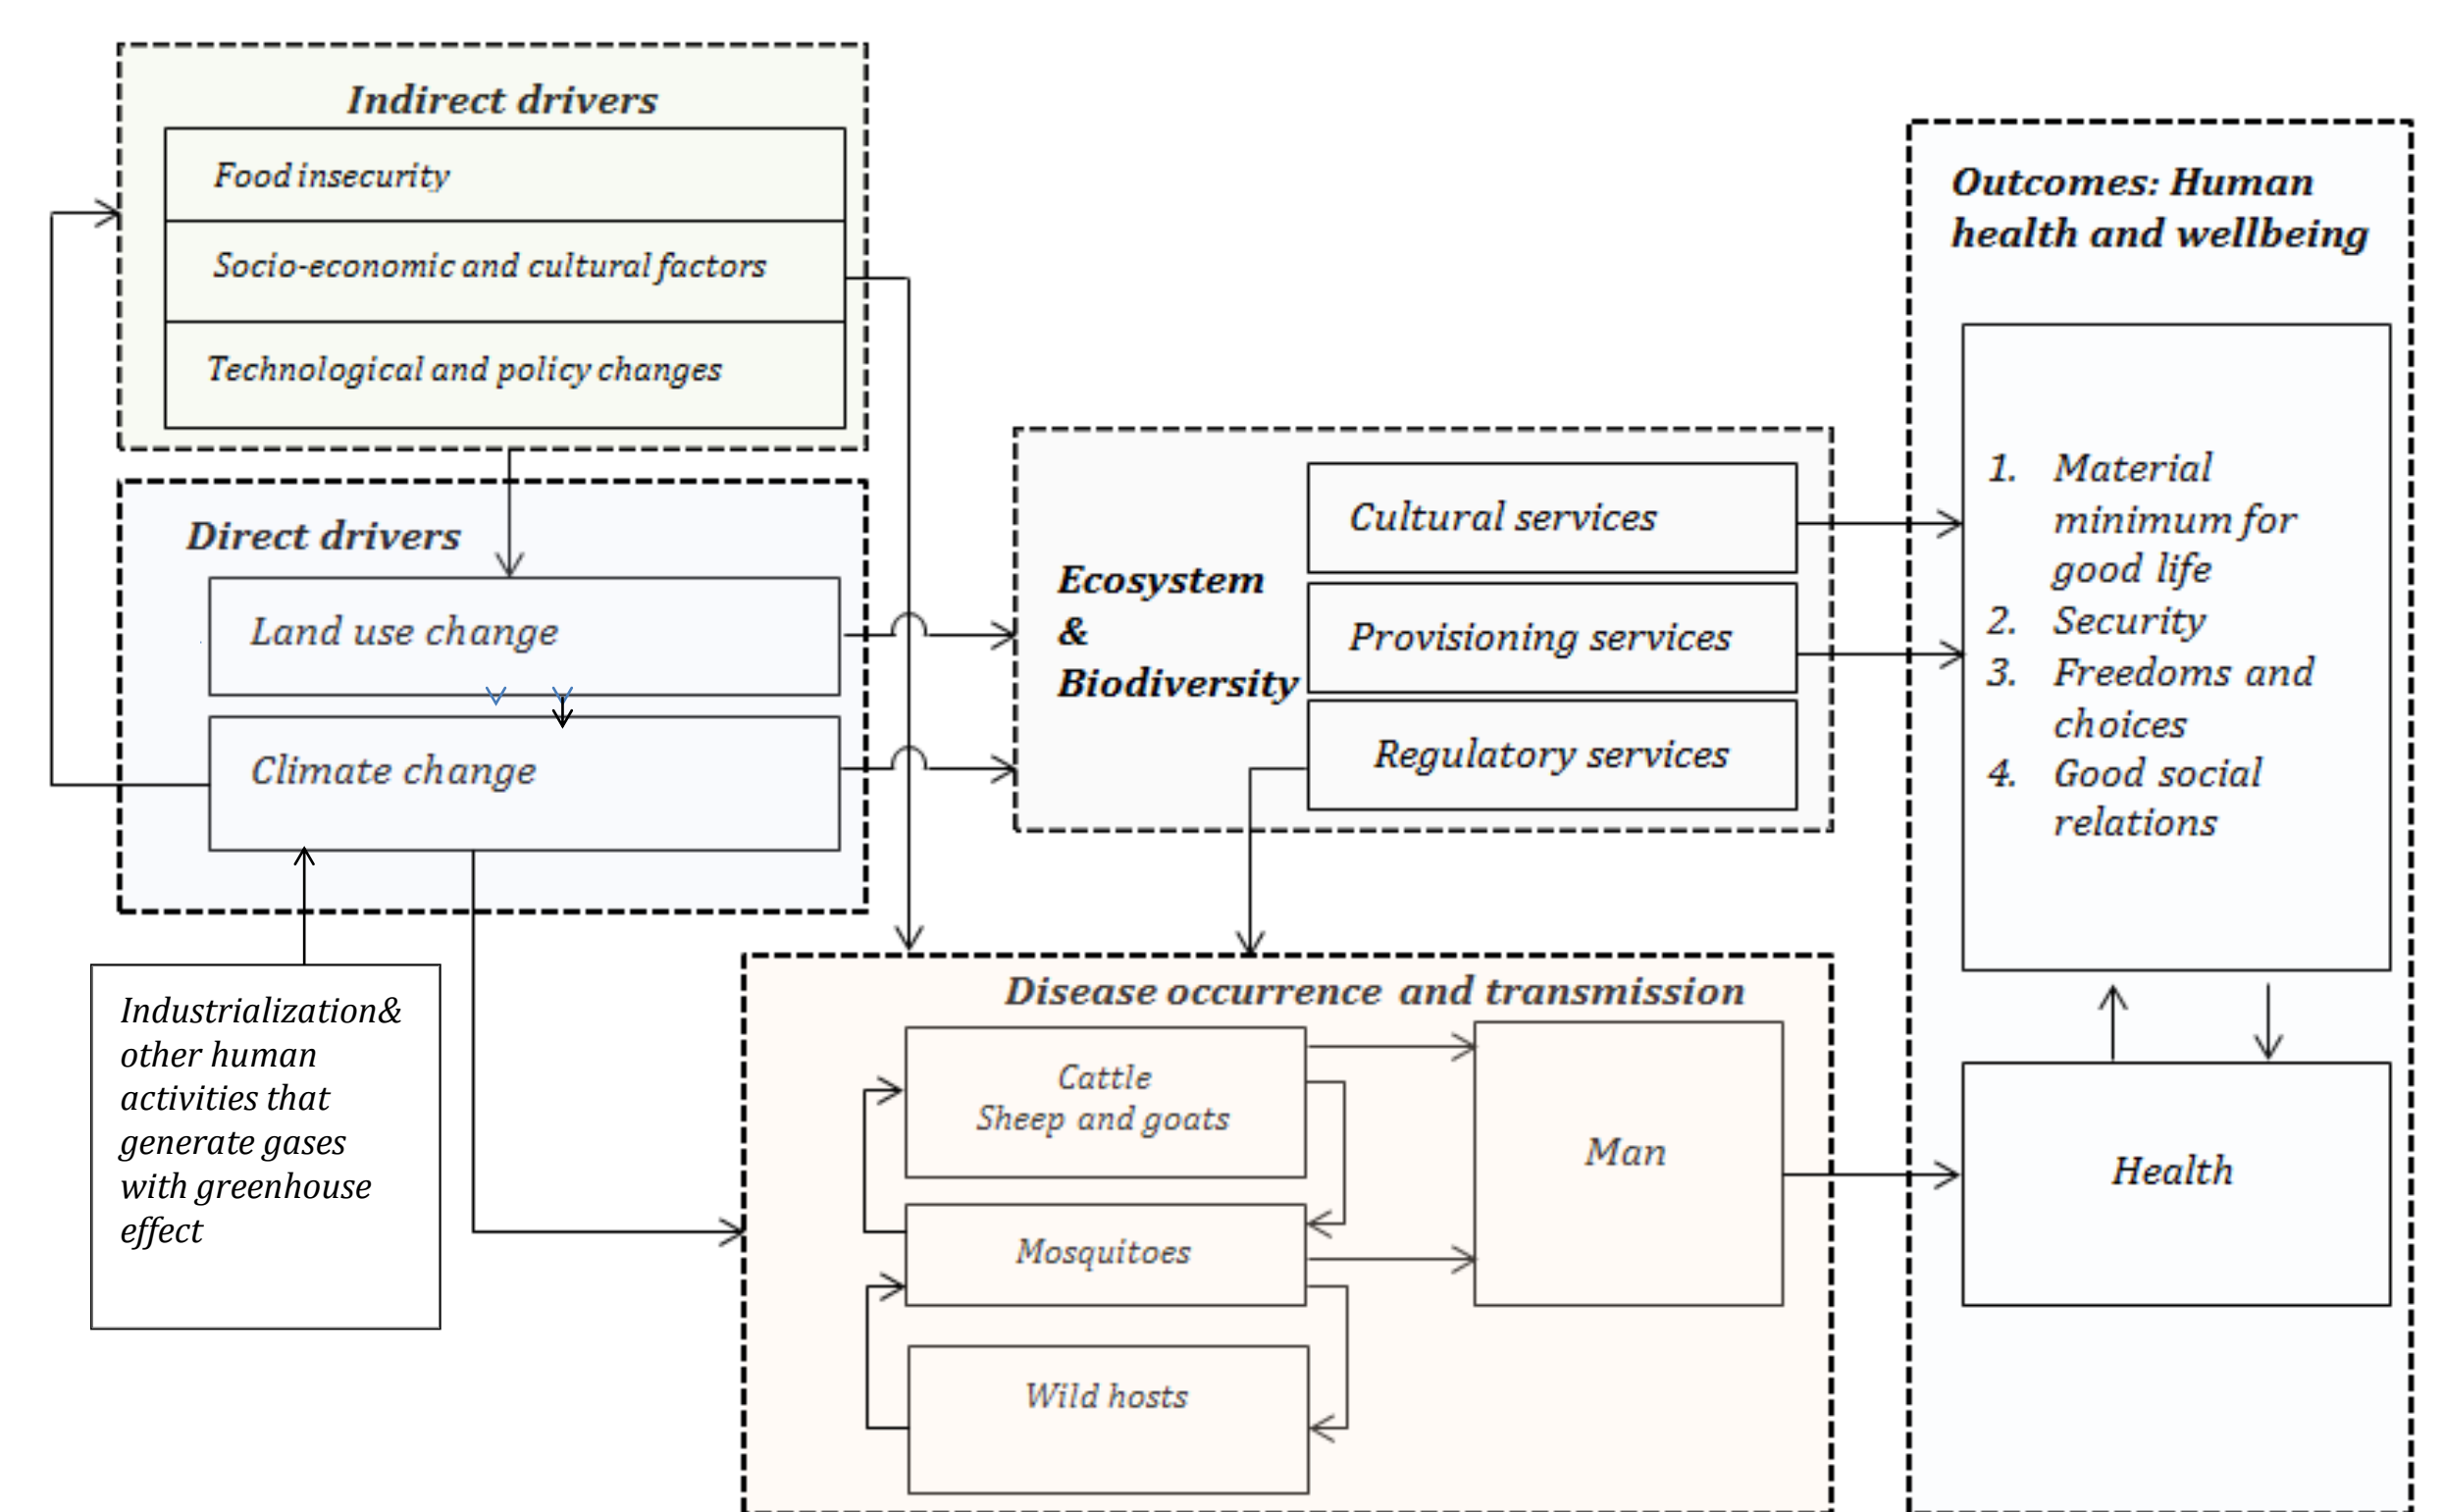 Indirect drivers
Food insecurity
Socio-economic and cultural factors
Technological and policy changes
Direct drivers
Land use change
Climate change
Industrialization&
other human
activities that
generate gases
with greenhouse
effect
Ecosystem
&
Biodiversity
Cultural services
Provisioning services
Regulatory services
Disease occurrence and transmission
Cattle
Sheep and goats
Mosquitoes
Wild hosts
Man
Outcomes: Human
health and wellbeing
1. Material
minimum for
good life
2. Security
3. Freedoms and
choices
4. Good social
relations
Health